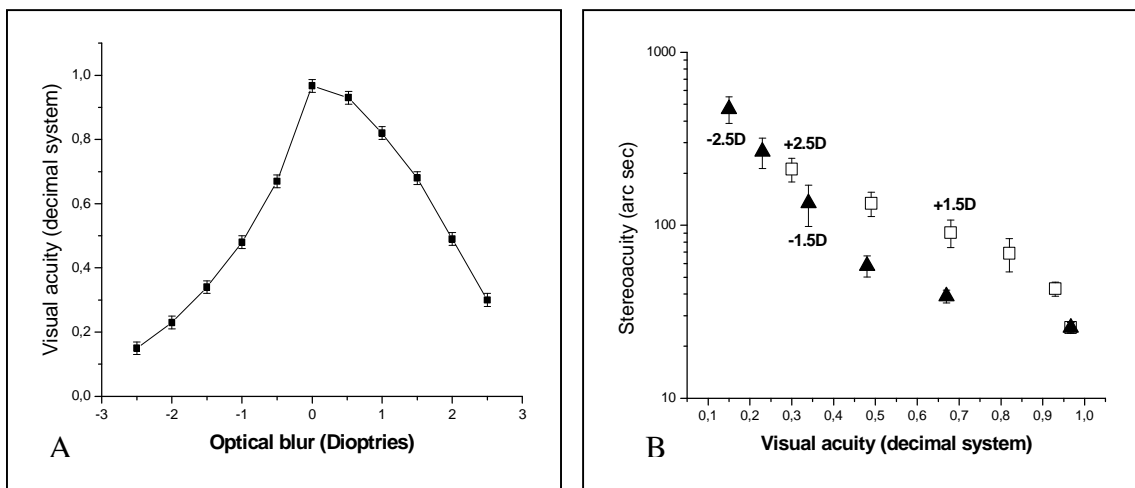 Visual acuity (decimal system)
1,0
0,8
0,6
0,4
0,2
0,0
-3 -2 -1 0 1 2 3
Optical blur (Dioptries)
A
Stereoacuity (arc sec)
1000
100
10
-2.5D
+2.5D
+1.5D
-1.5D
0,1 0,2 0,3 0,4 0,5 0,6 0,7 0,8 0,9 1,0
Visual acuity (decimal system)
B